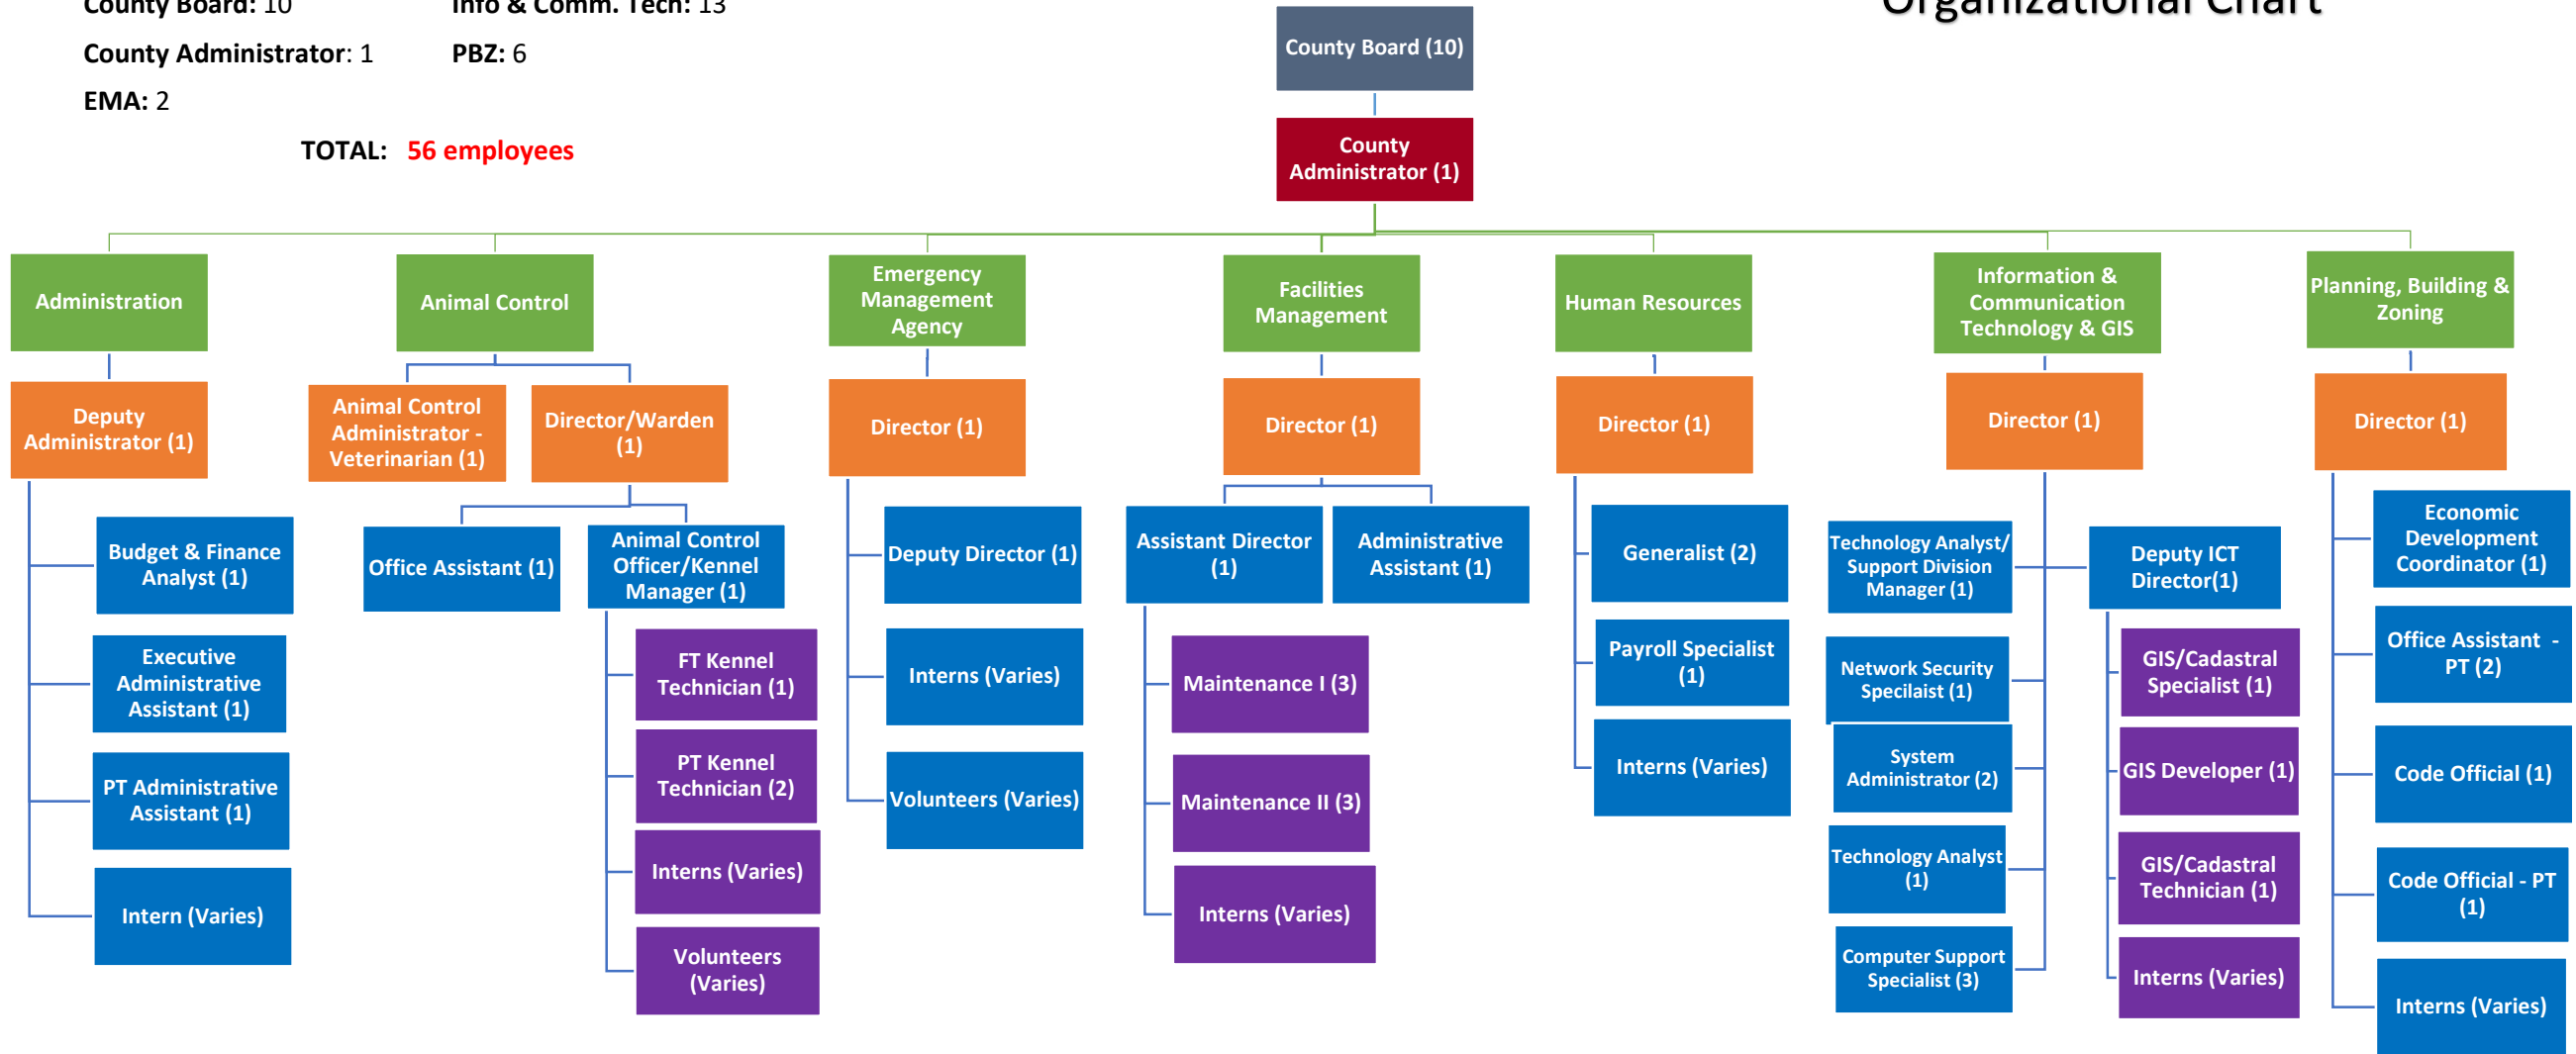 County Board: 10
Info & Comm. Tech: 13
Organizational Chart
County Administrator: 1
PBZ: 6
EMA: 2
TOTAL: 56 employees
County Board (10)
County
Administrator (1)
Administration
Animal Control
Emergency
Management
Agency
Facilities
Management
Human Resources
Information &
Communication
Technology & GIS
Planning, Building &
Zoning
Deputy
Administrator (1)
Animal Control
Administrator -
Veterinarian (1)
Director/Warden
(1)
Director (1)
Director (1)
Director (1)
Director (1)
Director (1)
Budget & Finance
Analyst (1)
Executive
Administrative
Assistant (1)
PT Administrative
Assistant (1)
Intern (Varies)
Office Assistant (1)
Animal Control
Officer/Kennel
Manager (1)
FT Kennel
Technician (1)
PT Kennel
Technician (2)
Interns (Varies)
Volunteers
(Varies)
Deputy Director (1)
Interns (Varies)
Volunteers (Varies)
Assistant Director
(1)
Administrative
Assistant (1)
Maintenance I (3)
Maintenance II (3)
Interns (Varies)
Generalist (2)
Payroll Specialist
(1)
Interns (Varies)
Technology Analyst/
Support Division
Manager (1)
Network Security
Specilaist (1)
System
Administrator (2)
Technology Analyst
(1)
Computer Support
Specialist (3)
Deputy ICT
Director(1)
GIS/Cadastral
Specialist (1)
GIS Developer (1)
GIS/Cadastral
Technician (1)
Interns (Varies)
Economic
Development
Coordinator (1)
Office Assistant -
PT (2)
Code Official (1)
Code Official - PT
(1)
Interns (Varies)